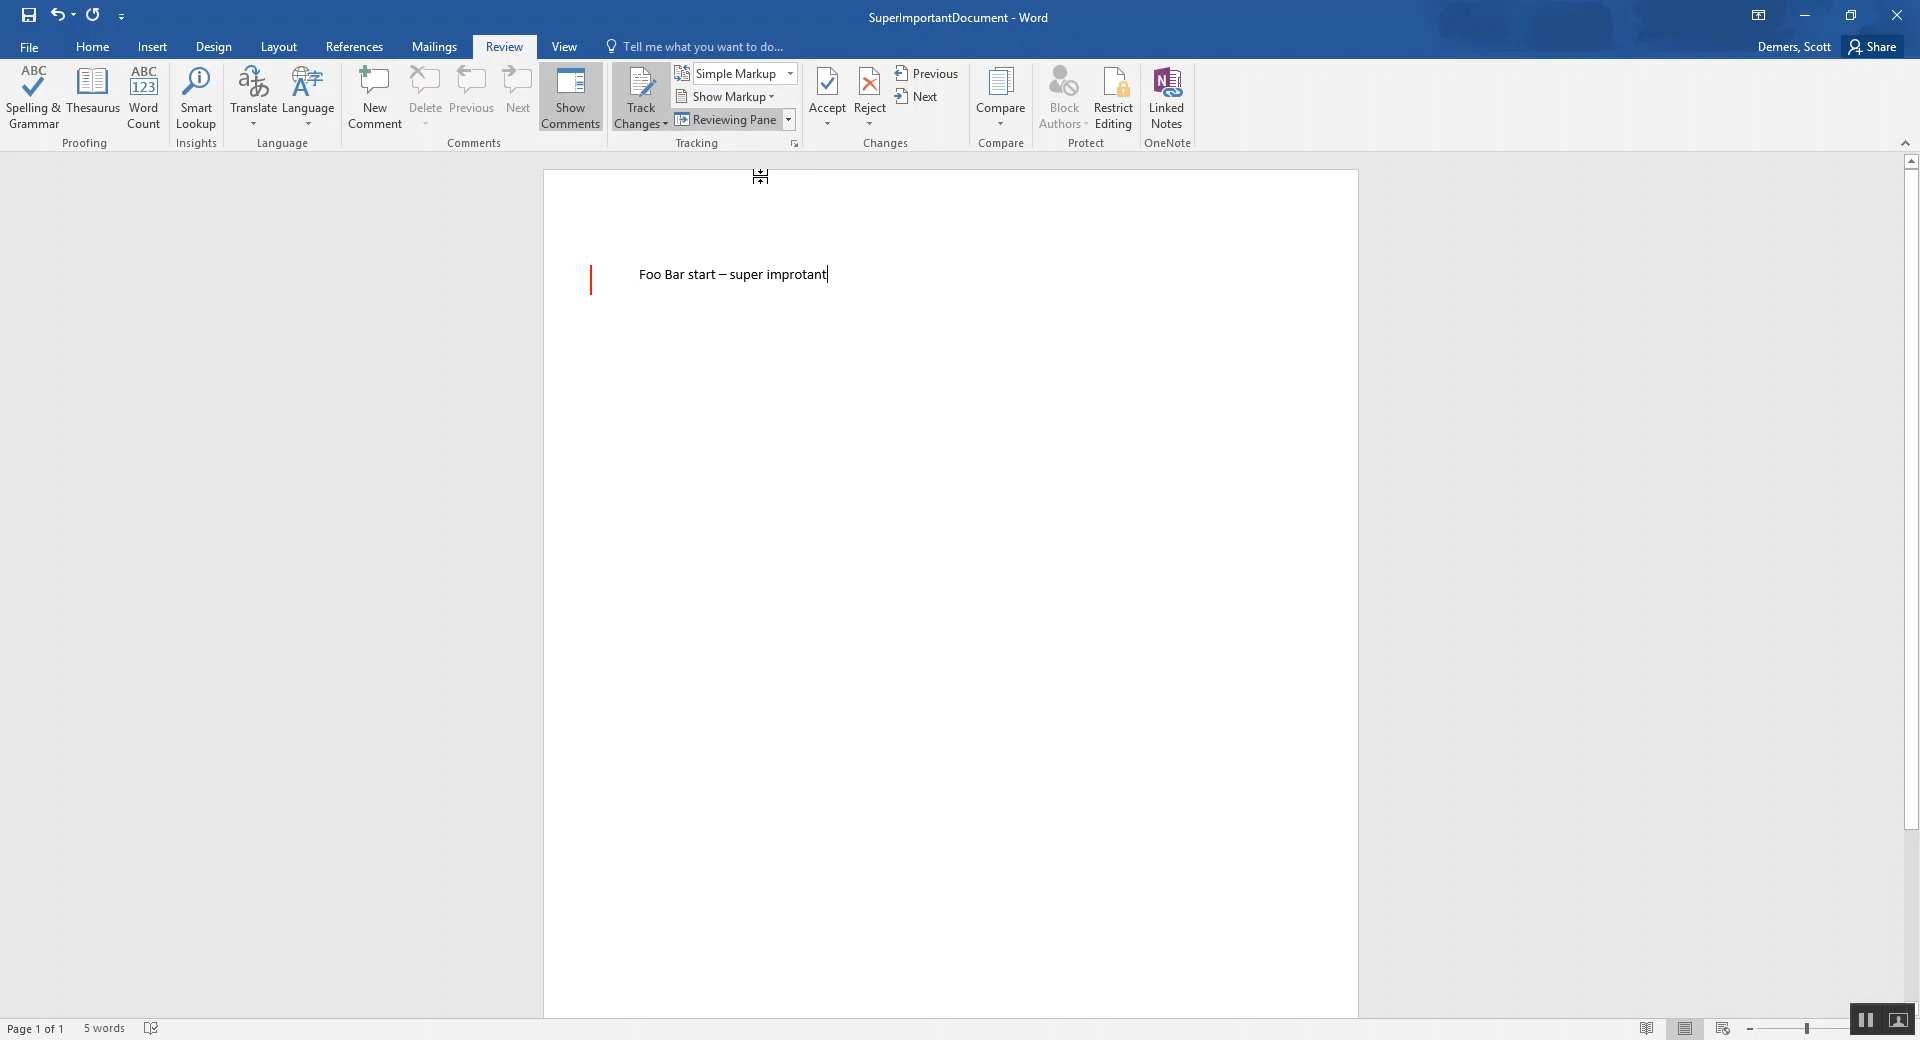 SuperImportantDocument - Word
File Home Insert Design Layout References Mailings Review View Tell me what you want to do... Demers, Scott Share
ABC
Spelling &
Grammar
Thesaurus
ABC
123
Word
Count
Proofing
Smart
Lookup
Insights
Translate
Language
Language
New
Comment
Delete
Previous
Next
Show
Comments
Comments
Track
Changes
Simple Markup
Show Markup
Reviewing Pane
Tracking
Accept
Reject
Previous
Next
Changes
Compare
Compare
Block
Authors
Restrict
Editing
Protect
Linked
Notes
OneNote
Foo Bar start – super improtant
Page 1 of 1 5 words